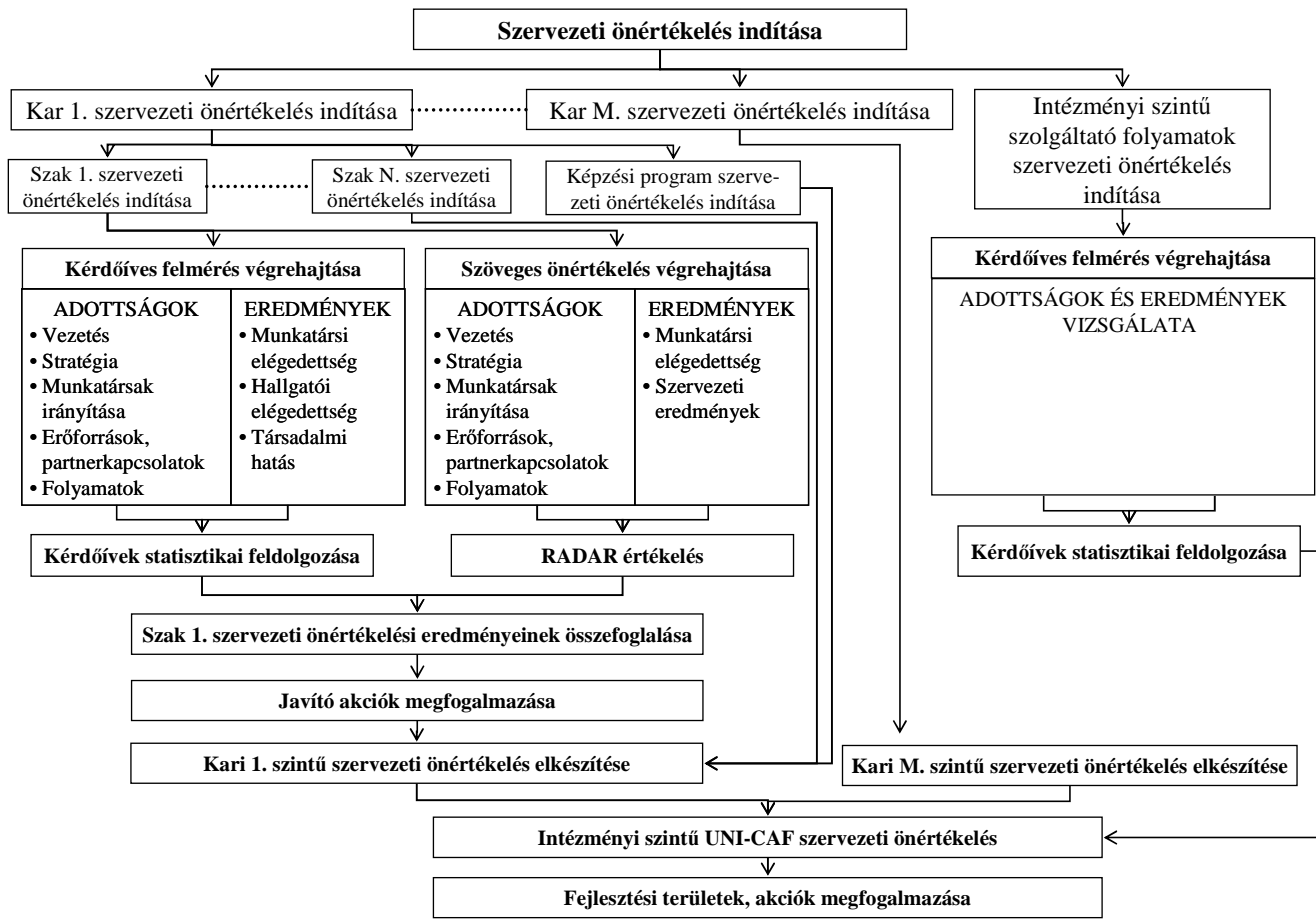 Szervezeti önértékelés indítása
Kar 1. szervezeti önértékelés indítása
Kar M. szervezeti önértékelés indítása
Intézményi szintű
szolgáltató folyamatok
szervezeti önértékelés
indítása
Szak 1. szervezeti
önértékelés indítása
Szak N. szervezeti
önértékelés indítása
Képzési program szerve-
zeti önértékelés indítása
Kérdőíves felmérés végrehajtása
ADOTTSÁGOK
• Vezetés
• Stratégia
• Munkatársak
irányítása
• Erőforrások,
partnerkapcsolatok
• Folyamatok
EREDMÉNYEK
• Munkatársi
elégedettség
• Hallgatói
elégedettség
• Társadalmi
hatás
Szöveges önértékelés végrehajtása
ADOTTSÁGOK
• Vezetés
• Stratégia
• Munkatársak
irányítása
• Erőforrások,
partnerkapcsolatok
• Folyamatok
EREDMÉNYEK
• Munkatársi
elégedettség
• Szervezeti
eredmények
Kérdőíves felmérés végrehajtása
ADOTTSÁGOK ÉS EREDMÉNYEK
VIZSGÁLATA
Kérdőívek statisztikai feldolgozása
RADAR értékelés
Kérdőívek statisztikai feldolgozása
Szak 1. szervezeti önértékelési eredményeinek összefoglalása
Javító akciók megfogalmazása
Kari 1. szintű szervezeti önértékelés elkészítése
Kari M. szintű szervezeti önértékelés elkészítése
Intézményi szintű UNI-CAF szervezeti önértékelés
Fejlesztési területek, akciók megfogalmazása